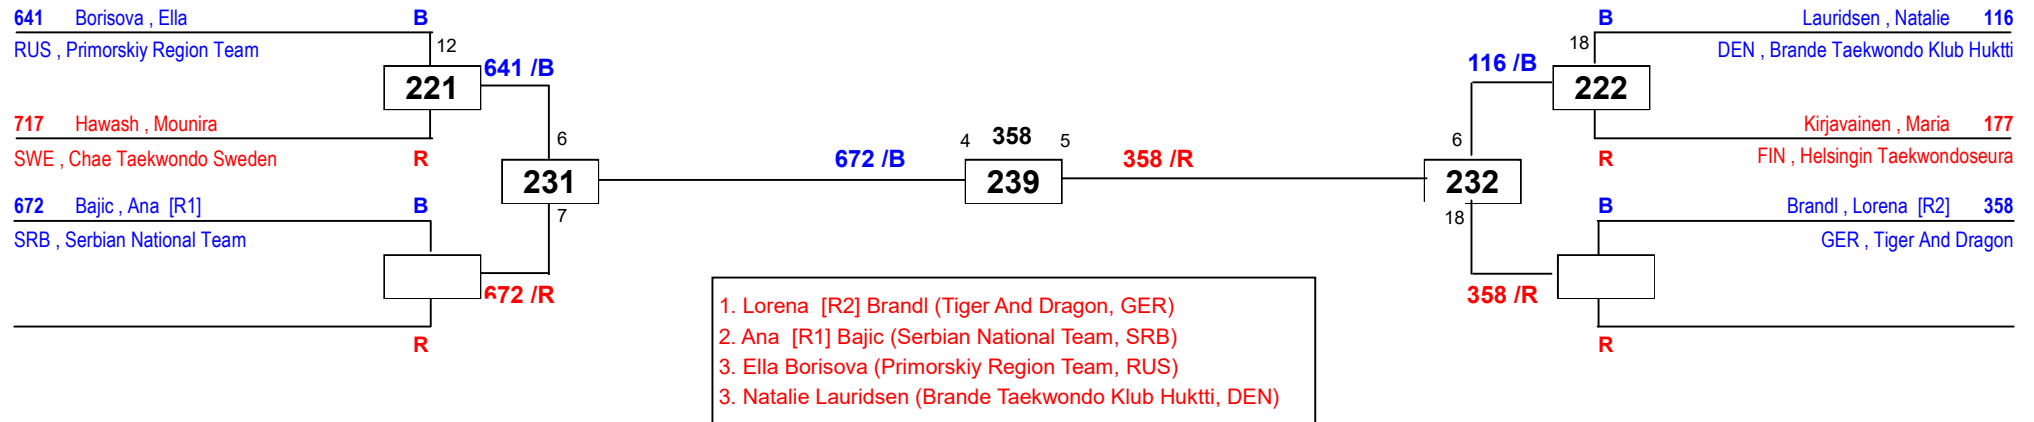 641 Borisova , Ella B
RUS , Primorskiy Region Team
12
221
641 /B
717 Hawash , Mounira
SWE , Chae Taekwondo Sweden R
672 Bajic , Ana [R1] B
SRB , Serbian National Team
672 /R
R
6
231
7
672 /B
4 358 5
239
358 /R
6
232
18
116 /B
358 /R
B Lauridsen , Natalie 116
18
DEN , Brande Taekwondo Klub Huktti
222
Kirjavainen , Maria 177
R FIN , Helsingin Taekwondoseura
B Brandl , Lorena [R2] 358
GER , Tiger And Dragon
R
1. Lorena [R2] Brandl (Tiger And Dragon, GER)
2. Ana [R1] Bajic (Serbian National Team, SRB)
3. Ella Borisova (Primorskiy Region Team, RUS)
3. Natalie Lauridsen (Brande Taekwondo Klub Huktti, DEN)